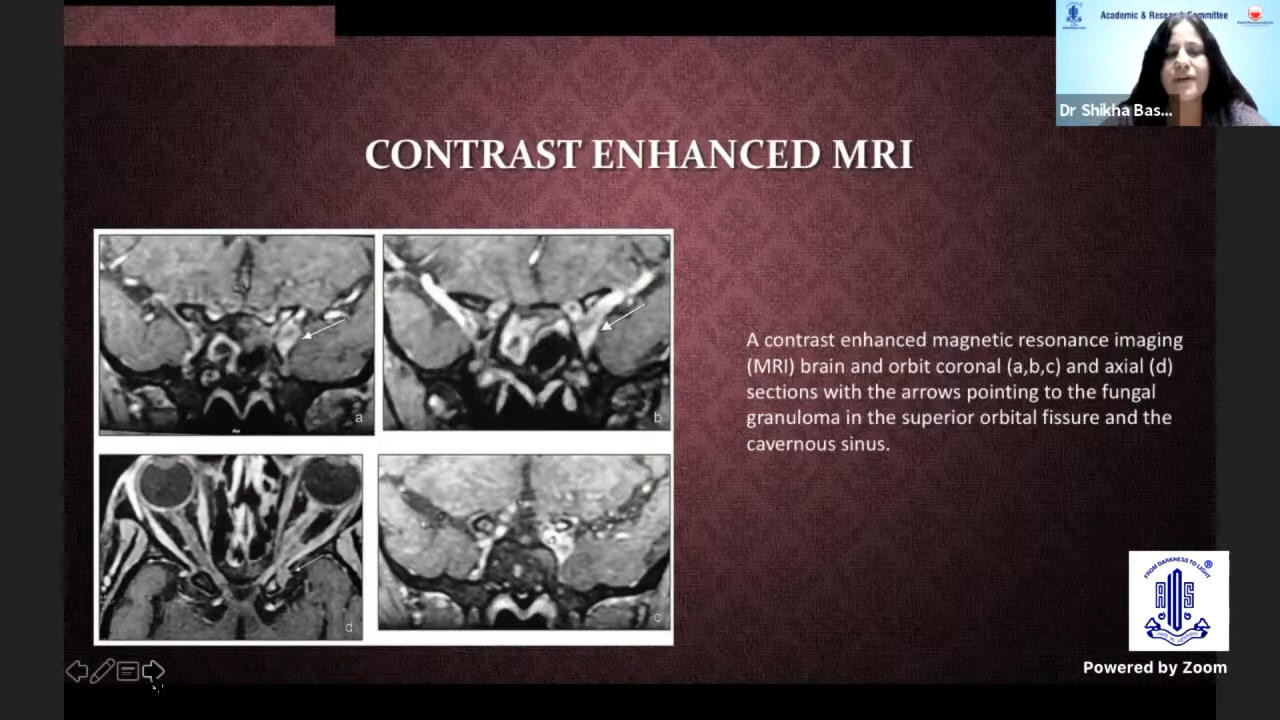 Academic & Research Committee
Dr Shikha Bas...
CONTRAST ENHANCED MRI
a
b
A contrast enhanced magnetic resonance imaging
(MRI) brain and orbit coronal (a,b,c) and axial (d)
sections with the arrows pointing to the fungal
granuloma in the superior orbital fissure and the
cavernous sinus.
d
c
FROM DARKNESS TO LIGHT
®
AIOS
Powered by Zoom